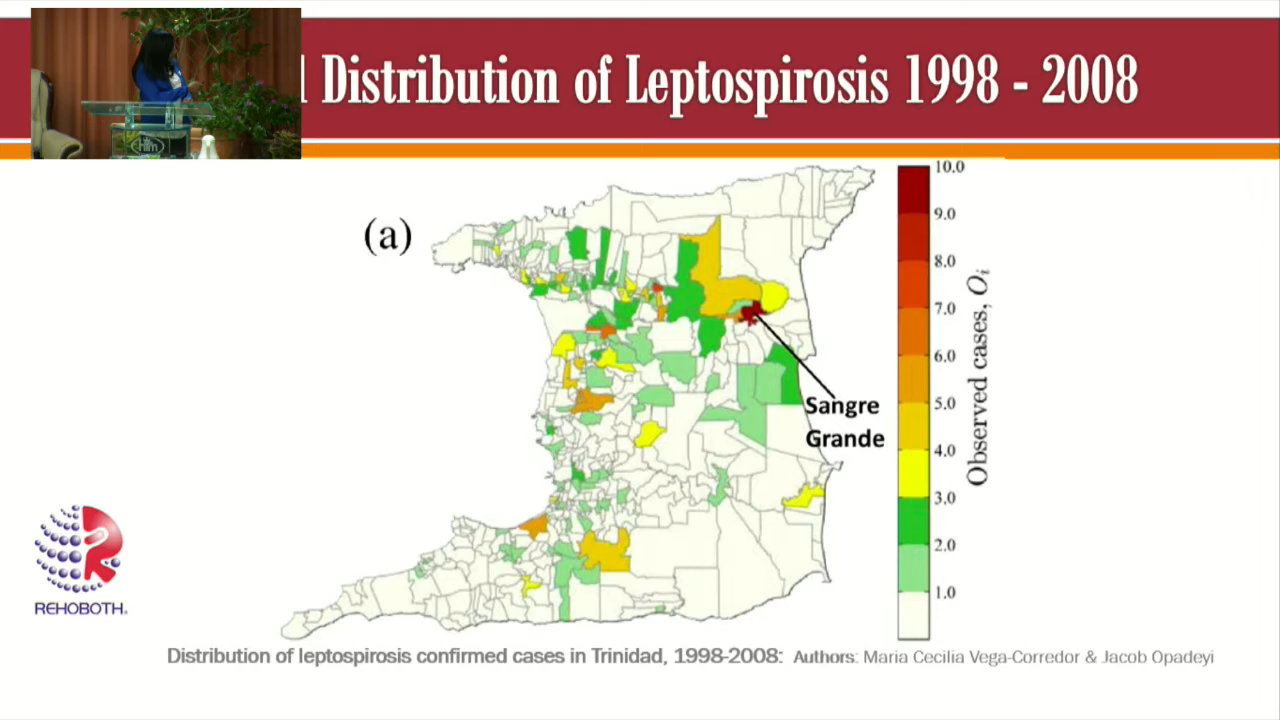 Distribution of Leptospirosis 1998 - 2008
(a)
10.0
9.0
8.0
7.0
6.0
5.0
4.0
3.0
2.0
1.0
Observed cases, Oi
Sangre
Grande
REHOBOTH®
Distribution of leptospirosis confirmed cases in Trinidad, 1998-2008: Authors: Maria Cecilia Vega-Corredor & Jacob Opadeyi